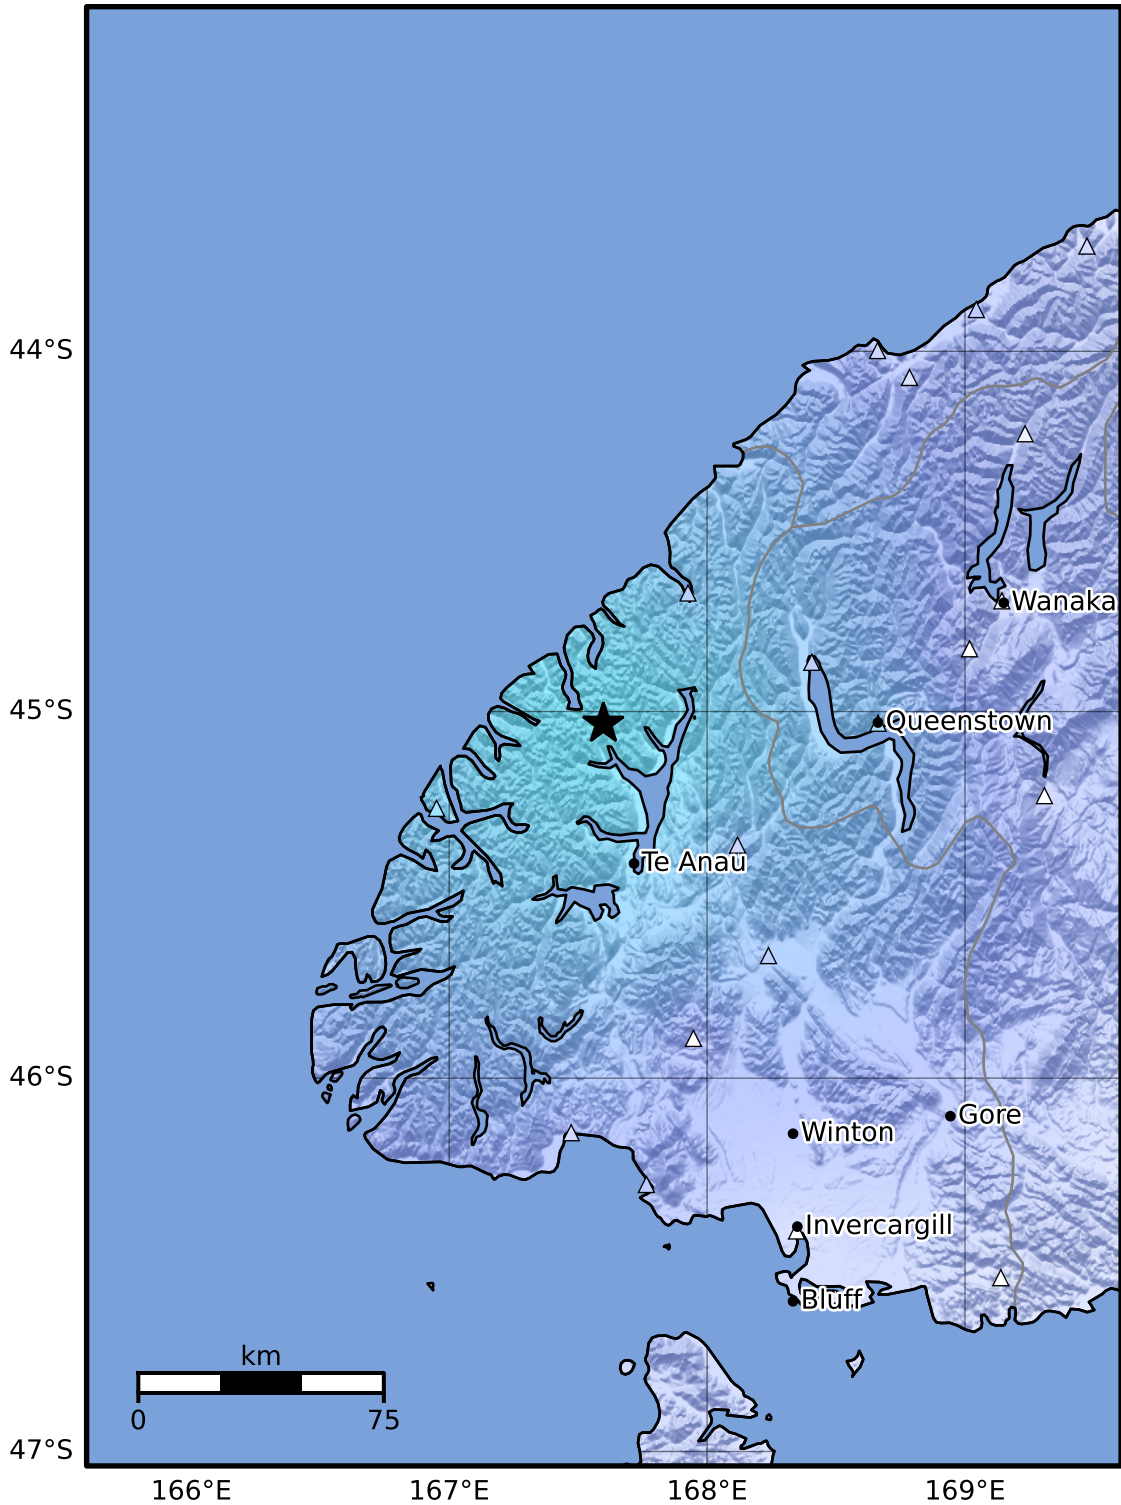 44°S
Wanaka
45°S
Queenstown
Te Anau
46°S
Gore
Winton
Invercargill
Bluff
km
0
75
47°S
166°E
167°E
168°E
169°E